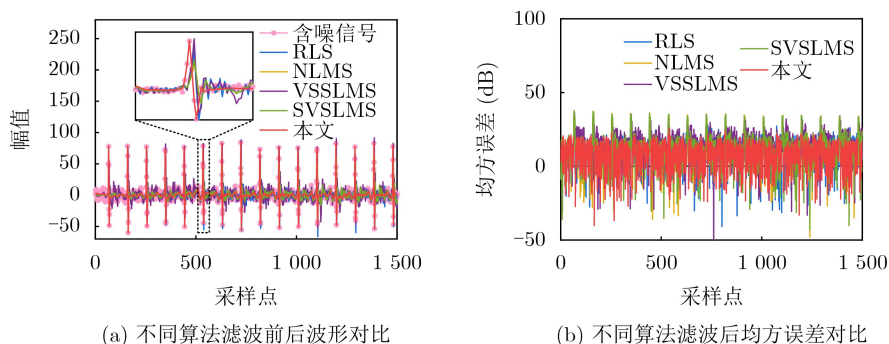 250
200
150
100
50
0
−50
幅值
含噪信号
RLS
NLMS
VSSLMS
SVSLMS
本文
0
500
1 000
1 500
采样点
(a) 不同算法滤波前后波形对比
100
50
0
−50
均方误差 (dB)
RLS
NLMS
VSSLMS
SVSLMS
本文
0
500
1 000
1 500
采样点
(b) 不同算法滤波后均方误差对比